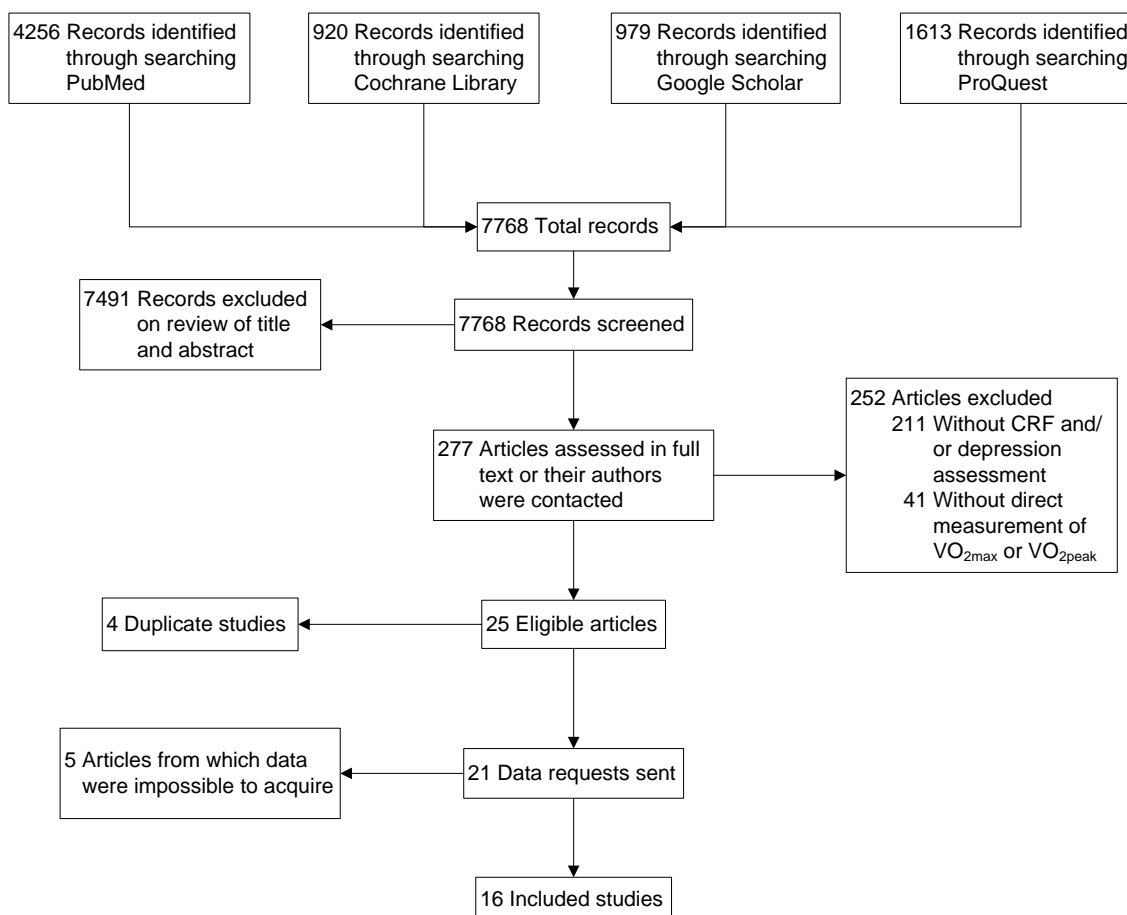 4256 Records identified
through searching
PubMed
920 Records identified
through searching
Cochrane Library
979 Records identified
through searching
Google Scholar
1613 Records identified
through searching
ProQuest
7768 Total records
7491 Records excluded
on review of title
and abstract
7768 Records screened
252 Articles excluded
211 Without CRF and/
or depression
assessment
41 Without direct
measurement of
VO2max or VO2peak
277 Articles assessed in full
text or their authors
were contacted
4 Duplicate studies
25 Eligible articles
5 Articles from which data
were impossible to acquire
21 Data requests sent
16 Included studies